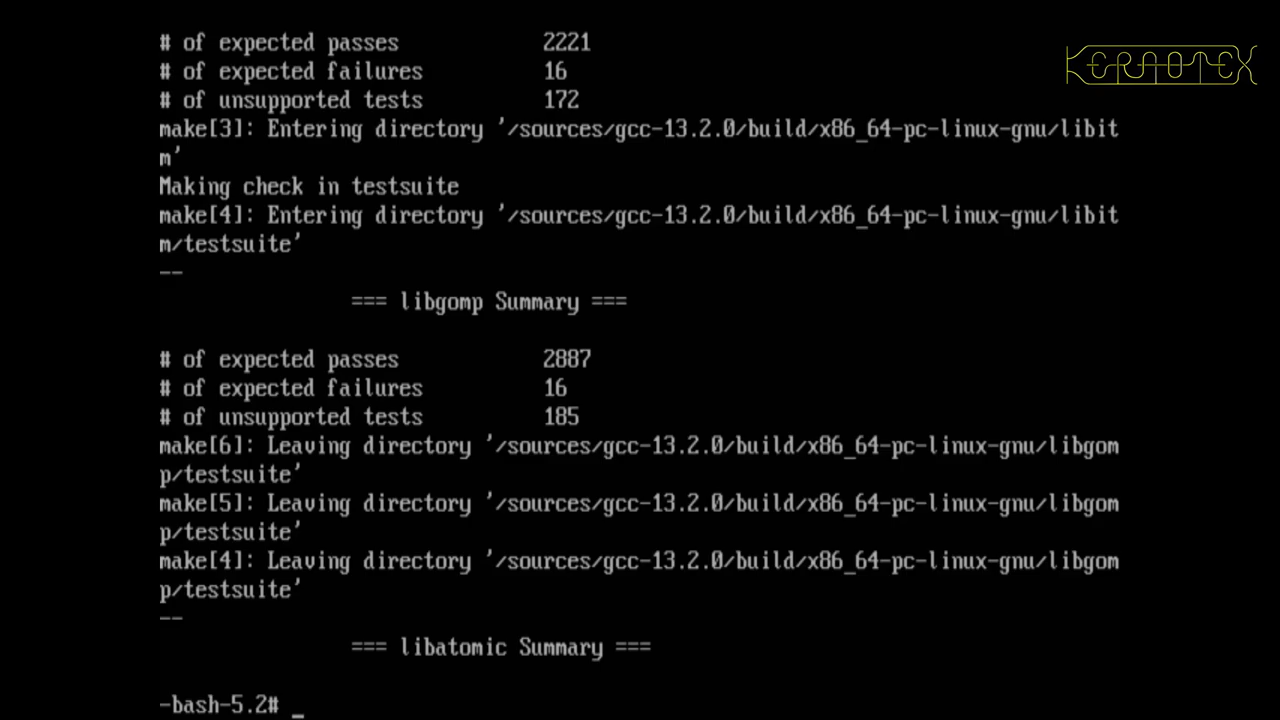 # of expected passes 2221
KERNOTEX
# of expected failures 16
# of unsupported tests 172
make[3]: Entering directory '/sources/gcc-13.2.0/build/x86_64-pc-linux-gnu/libit
m'
Making check in testsuite
make[4]: Entering directory '/sources/gcc-13.2.0/build/x86_64-pc-linux-gnu/libit
m/testsuite'
--
=== libgomp Summary ===
# of expected passes 2887
# of expected failures 16
# of unsupported tests 185
make[6]: Leaving directory '/sources/gcc-13.2.0/build/x86_64-pc-linux-gnu/libgom
p/testsuite'
make[5]: Leaving directory '/sources/gcc-13.2.0/build/x86_64-pc-linux-gnu/libgom
p/testsuite'
make[4]: Leaving directory '/sources/gcc-13.2.0/build/x86_64-pc-linux-gnu/libgom
p/testsuite'
--
=== libatomic Summary ===
-bash-5.2# _